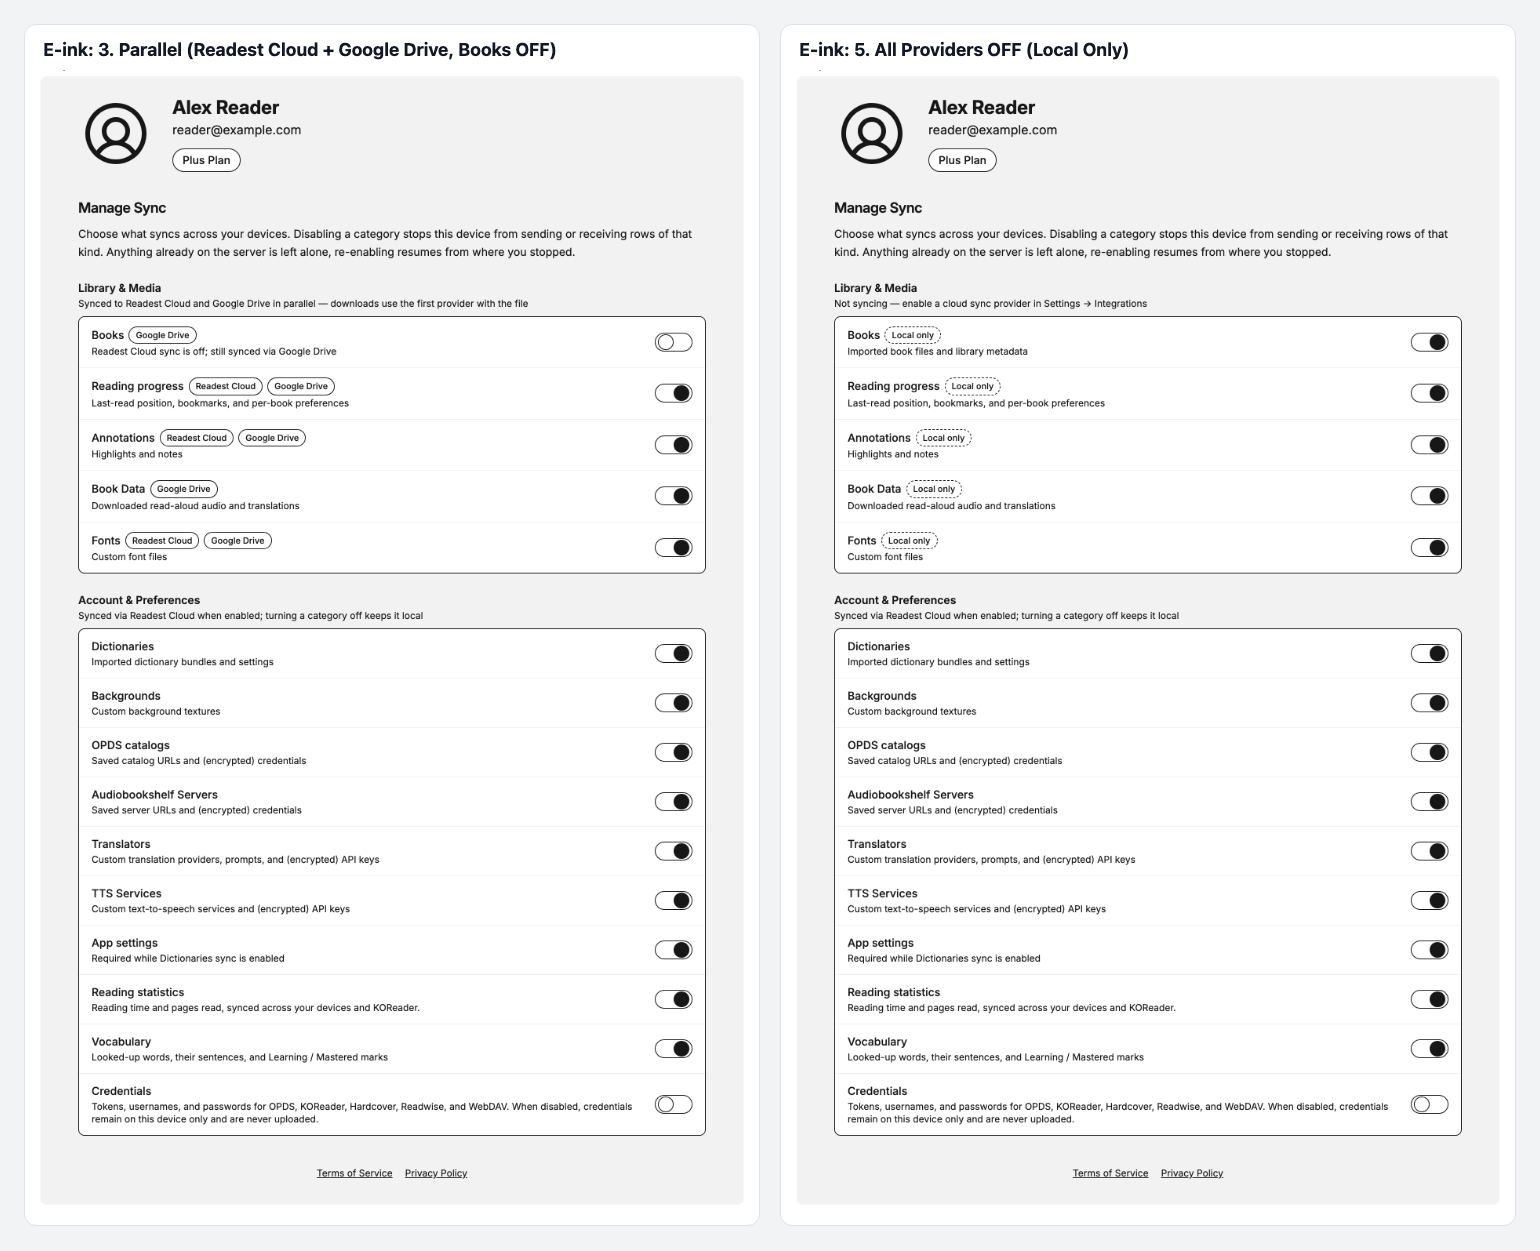 E-ink: 3. Parallel (Readest Cloud + Google Drive, Books OFF)
Alex Reader
reader@example.com
Plus Plan
Manage Sync
Choose what syncs across your devices. Disabling a category stops this device from sending or receiving rows of that
kind. Anything already on the server is left alone, re-enabling resumes from where you stopped.
Library & Media
Synced to Readest Cloud and Google Drive in parallel — downloads use the first provider with the file
Books Google Drive
Readest Cloud sync is off; still synced via Google Drive
Reading progress Readest Cloud Google Drive
Last-read position, bookmarks, and per-book preferences
Annotations Readest Cloud Google Drive
Highlights and notes
Book Data Google Drive
Downloaded read-aloud audio and translations
Fonts Readest Cloud Google Drive
Custom font files
Account & Preferences
Synced via Readest Cloud when enabled; turning a category off keeps it local
Dictionaries
Imported dictionary bundles and settings
Backgrounds
Custom background textures
OPDS catalogs
Saved catalog URLs and (encrypted) credentials
Audiobookshelf Servers
Saved server URLs and (encrypted) credentials
Translators
Custom translation providers, prompts, and (encrypted) API keys
TTS Services
Custom text-to-speech services and (encrypted) API keys
App settings
Required while Dictionaries sync is enabled
Reading statistics
Reading time and pages read, synced across your devices and KOReader.
Vocabulary
Looked-up words, their sentences, and Learning / Mastered marks
Credentials
Tokens, usernames, and passwords for OPDS, KOReader, Hardcover, Readwise, and WebDAV. When disabled, credentials
remain on this device only and are never uploaded.
Terms of Service Privacy Policy
E-ink: 5. All Providers OFF (Local Only)
Alex Reader
reader@example.com
Plus Plan
Manage Sync
Choose what syncs across your devices. Disabling a category stops this device from sending or receiving rows of that
kind. Anything already on the server is left alone, re-enabling resumes from where you stopped.
Library & Media
Not syncing — enable a cloud sync provider in Settings → Integrations
Books Local only
Imported book files and library metadata
Reading progress Local only
Last-read position, bookmarks, and per-book preferences
Annotations Local only
Highlights and notes
Book Data Local only
Downloaded read-aloud audio and translations
Fonts Local only
Custom font files
Account & Preferences
Synced via Readest Cloud when enabled; turning a category off keeps it local
Dictionaries
Imported dictionary bundles and settings
Backgrounds
Custom background textures
OPDS catalogs
Saved catalog URLs and (encrypted) credentials
Audiobookshelf Servers
Saved server URLs and (encrypted) credentials
Translators
Custom translation providers, prompts, and (encrypted) API keys
TTS Services
Custom text-to-speech services and (encrypted) API keys
App settings
Required while Dictionaries sync is enabled
Reading statistics
Reading time and pages read, synced across your devices and KOReader.
Vocabulary
Looked-up words, their sentences, and Learning / Mastered marks
Credentials
Tokens, usernames, and passwords for OPDS, KOReader, Hardcover, Readwise, and WebDAV. When disabled, credentials
remain on this device only and are never uploaded.
Terms of Service Privacy Policy